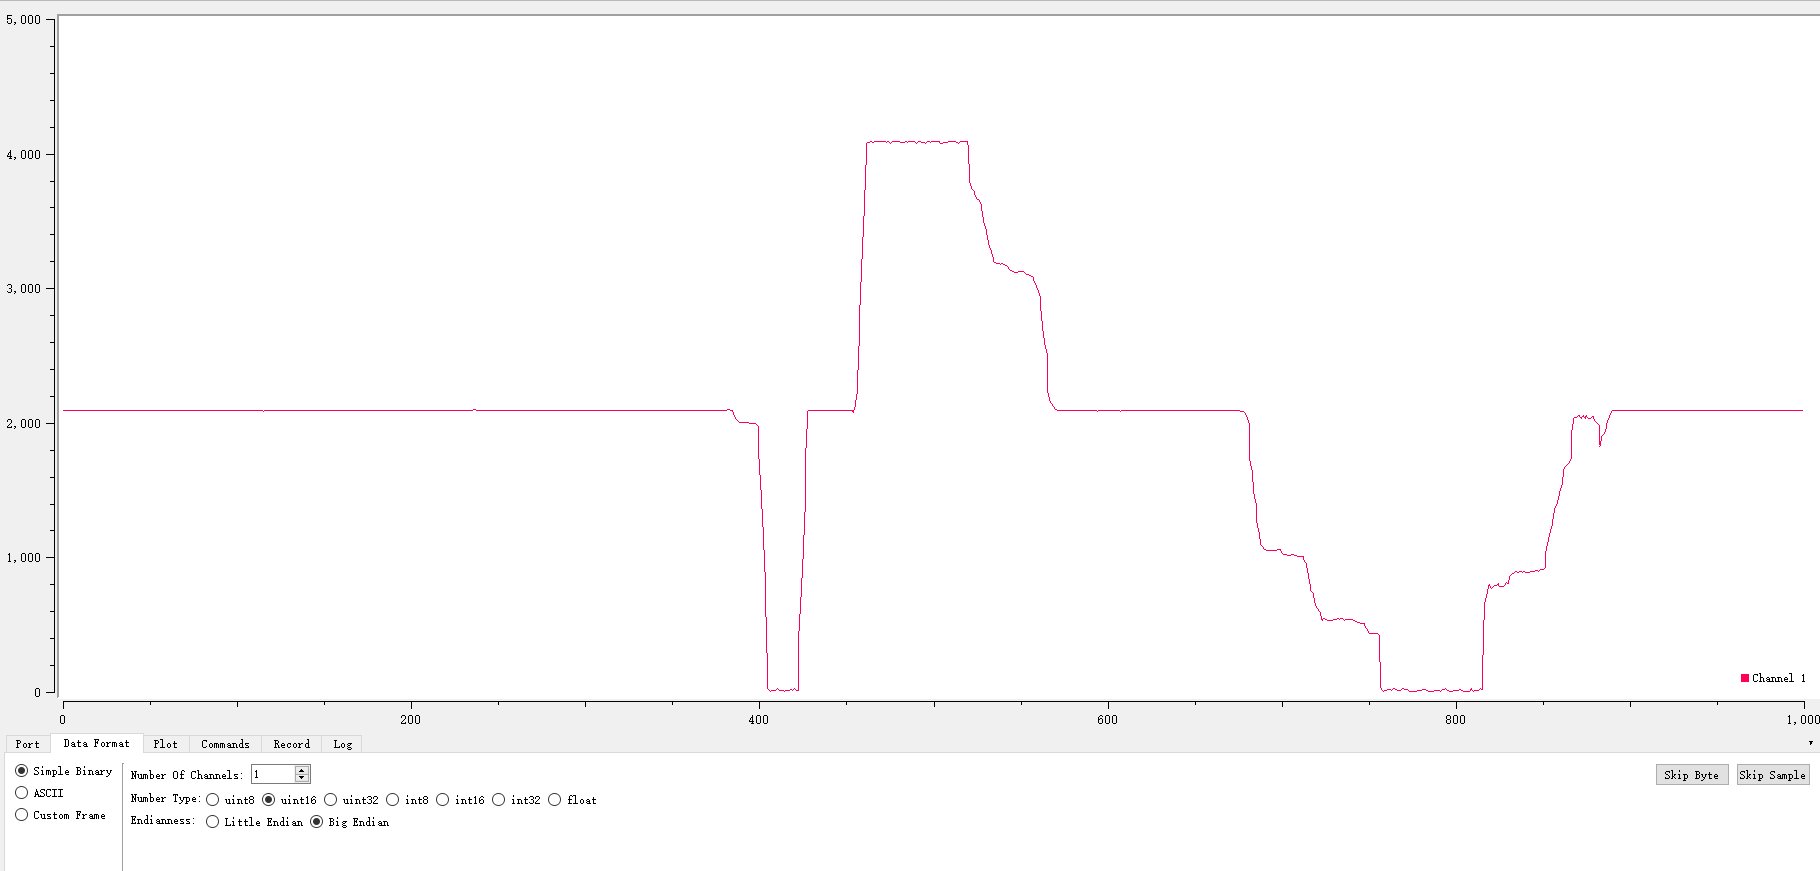 5,000
4,000
3,000
2,000
1,000
0
Channel 1
0 200 400 600 800 1,000
Port Data Format Plot Commands Record Log
Simple Binary
ASCII
Custom Frame
Number Of Channels: 1
Number Type: uint8 uint16 uint32 int8 int16 int32 float
Endianness: Little Endian Big Endian
Skip Byte Skip Sample